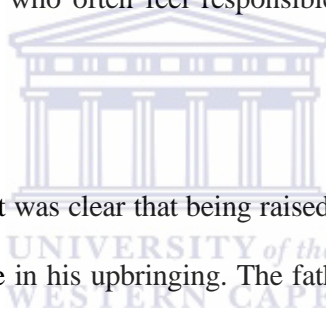 who often feel responsible
t was clear that being raised
UNIVERSITY of the
e in his upbringing. The fath
WESTERN CAPE